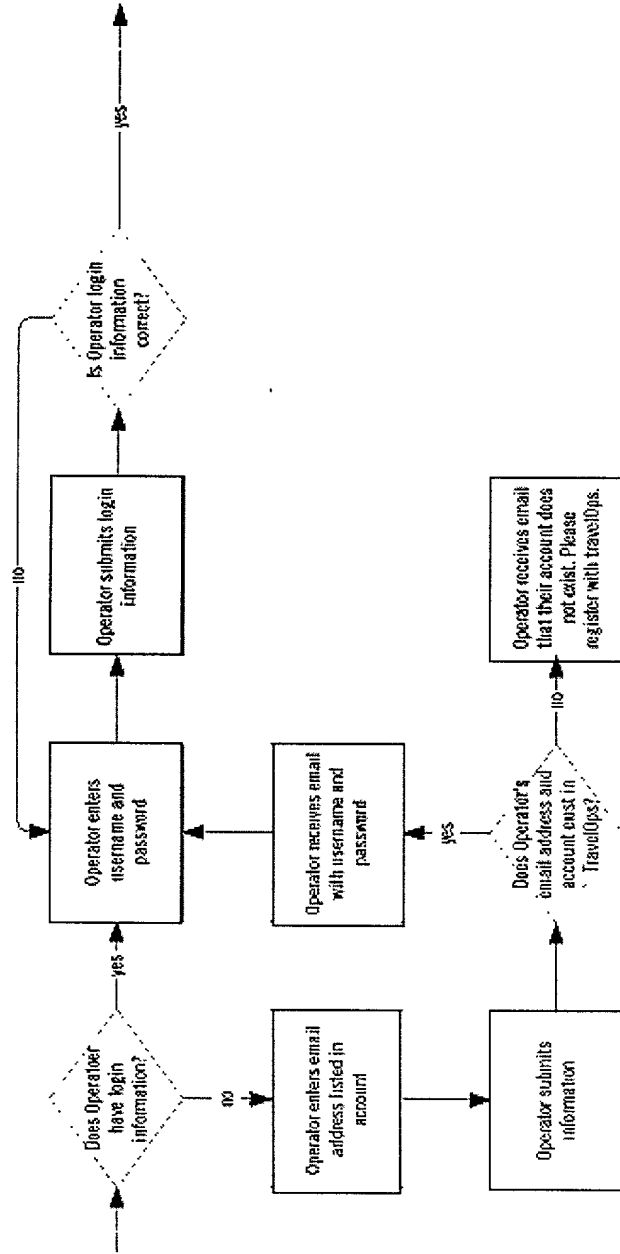 Does Operatoer
have login
information?
yes
no
Operator enters
username and
password
Operator submits login
information
Is Operator login
information
correct?
no
yes
Operator enters email
address listed in
account
Operator submits
information
Does Operator's
email address and
account exist in
TravelOps?
yes
Operator receives email
with username and
password
no
Operator receives email
that their account does
not exist. Please
register with travelOps.